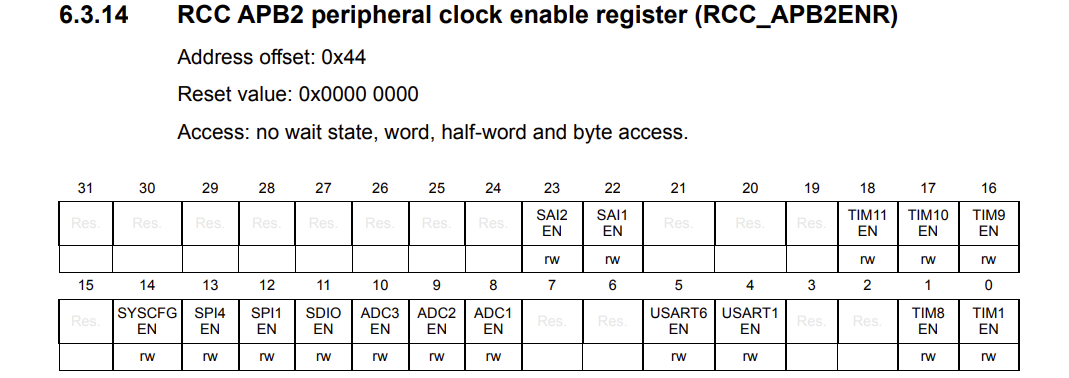 6.3.14 RCC APB2 peripheral clock enable register (RCC_APB2ENR)
Address offset: 0x44
Reset value: 0x0000 0000
Access: no wait state, word, half-word and byte access.
31 30 29 28 27 26 25 24 23 22 21 20 19 18 17 16
Res. Res. Res. Res. Res. Res. Res. Res. SAI2 EN SAI1 EN Res. Res. Res. TIM11 EN TIM10 EN TIM9 EN
rw rw rw rw rw
15 14 13 12 11 10 9 8 7 6 5 4 3 2 1 0
Res. SYSCFG EN SPI4 EN SPI1 EN SDIO EN ADC3 EN ADC2 EN ADC1 EN Res. Res. USART6 EN USART1 EN Res. Res. TIM8 EN TIM1 EN
rw rw rw rw rw rw rw rw rw rw rw